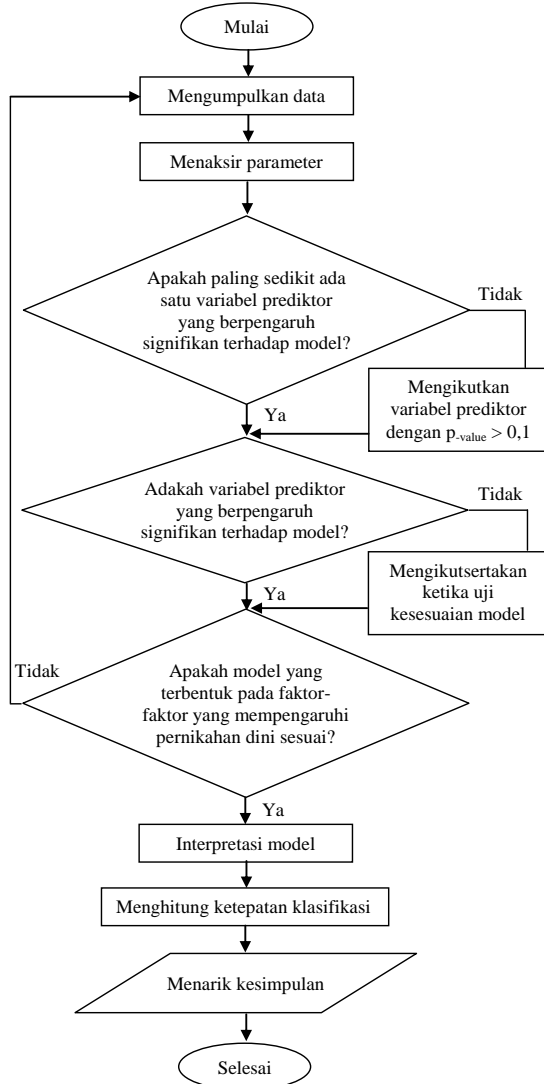 Mulai
Mengumpulkan data
Menaksir parameter
Apakah paling sedikit ada
satu variabel prediktor
yang berpengaruh
signifikan terhadap model?
Tidak
Mengikutkan
variabel prediktor
dengan p-value > 0,1
Ya
Adakah variabel prediktor
yang berpengaruh
signifikan terhadap model?
Tidak
Mengikutsertakan
ketika uji
kesesuaian model
Ya
Tidak
Apakah model yang
terbentuk pada faktor-
faktor yang mempengaruhi
pernikahan dini sesuai?
Ya
Interpretasi model
Menghitung ketepatan klasifikasi
Menarik kesimpulan
Selesai